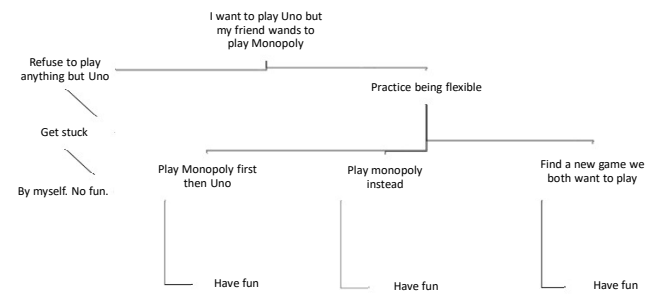 I want to play Uno but
my friend wands to
play Monopoly
Refuse to play
anything but Uno
Practice being flexible
Get stuck
By myself. No fun.
Play Monopoly first
then Uno
Play monopoly
instead
Find a new game we
both want to play
Have fun
Have fun
Have fun